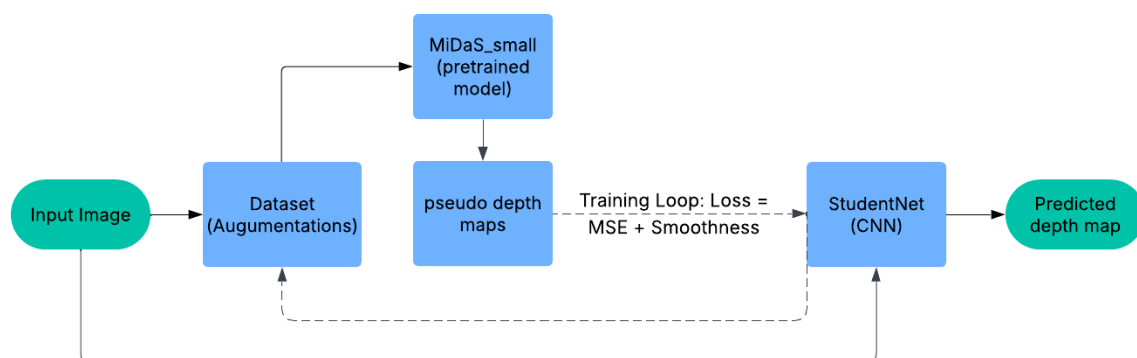 MiDaS_small
(pretrained
model)
Input Image
Dataset
(Augumentations)
pseudo depth
maps
Training Loop: Loss =
MSE + Smoothness
StudentNet
(CNN)
Predicted
depth map